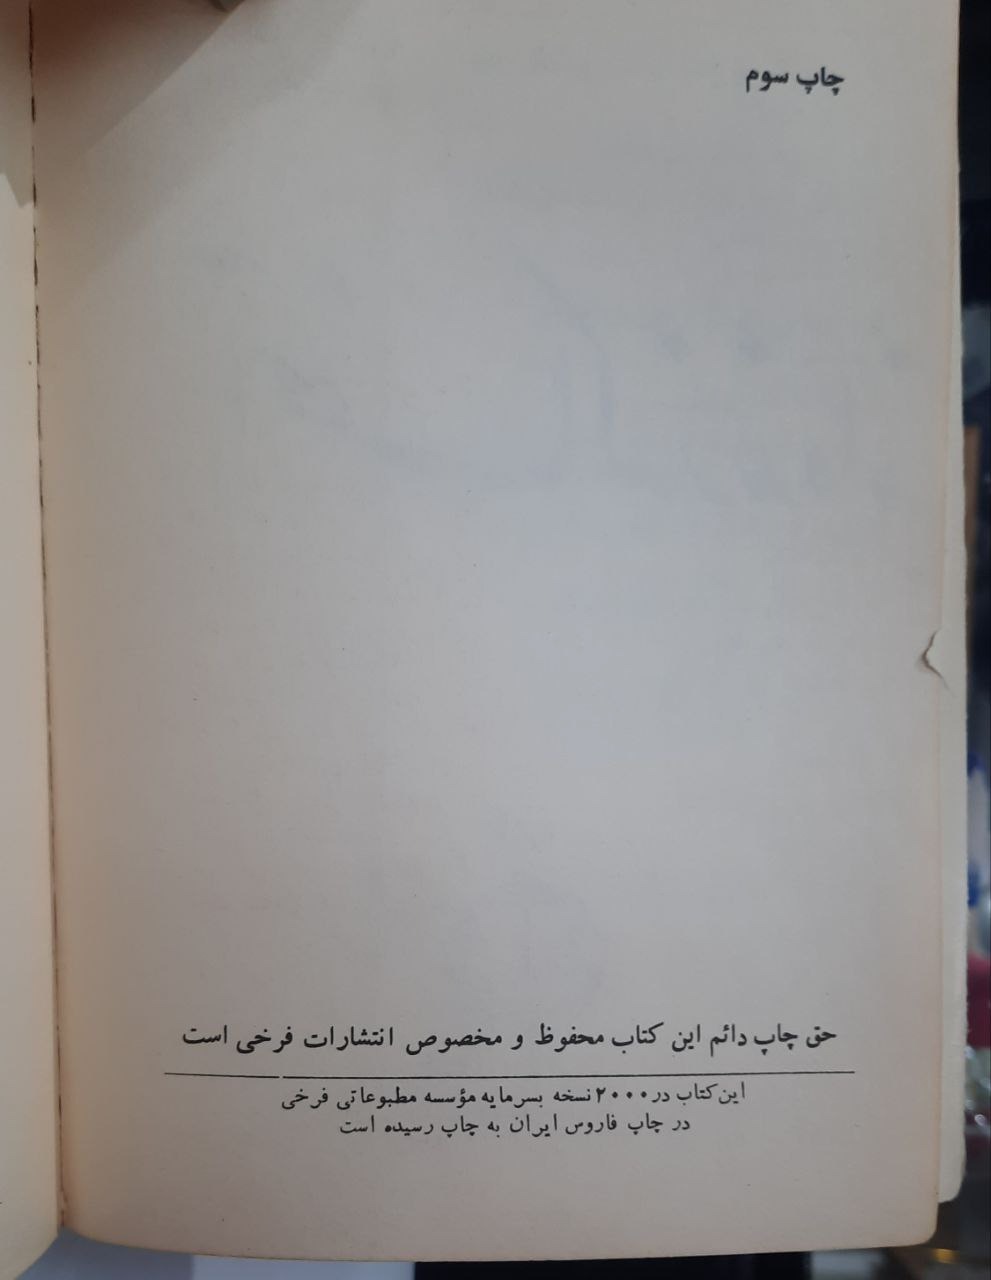 چاپ سوم
حق چاپ دائم این کتاب محفوظ و مخصوص انتشارات فرخی است
این کتاب در ۲۰۰۰ نسخه بسرمایه مؤسسه مطبوعاتی فرخی
در چاپ فاروس ایران به چاپ رسیده است